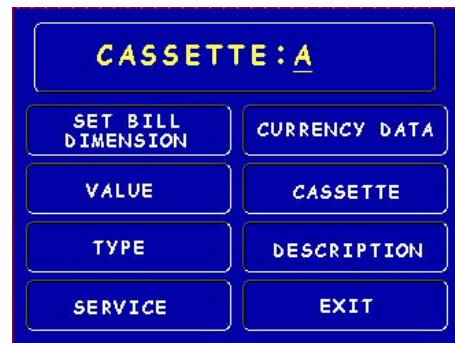 CASSETTE:A
SET BILL
DIMENSION
CURRENCY DATA
VALUE
CASSETTE
TYPE
DESCRIPTION
SERVICE
EXIT